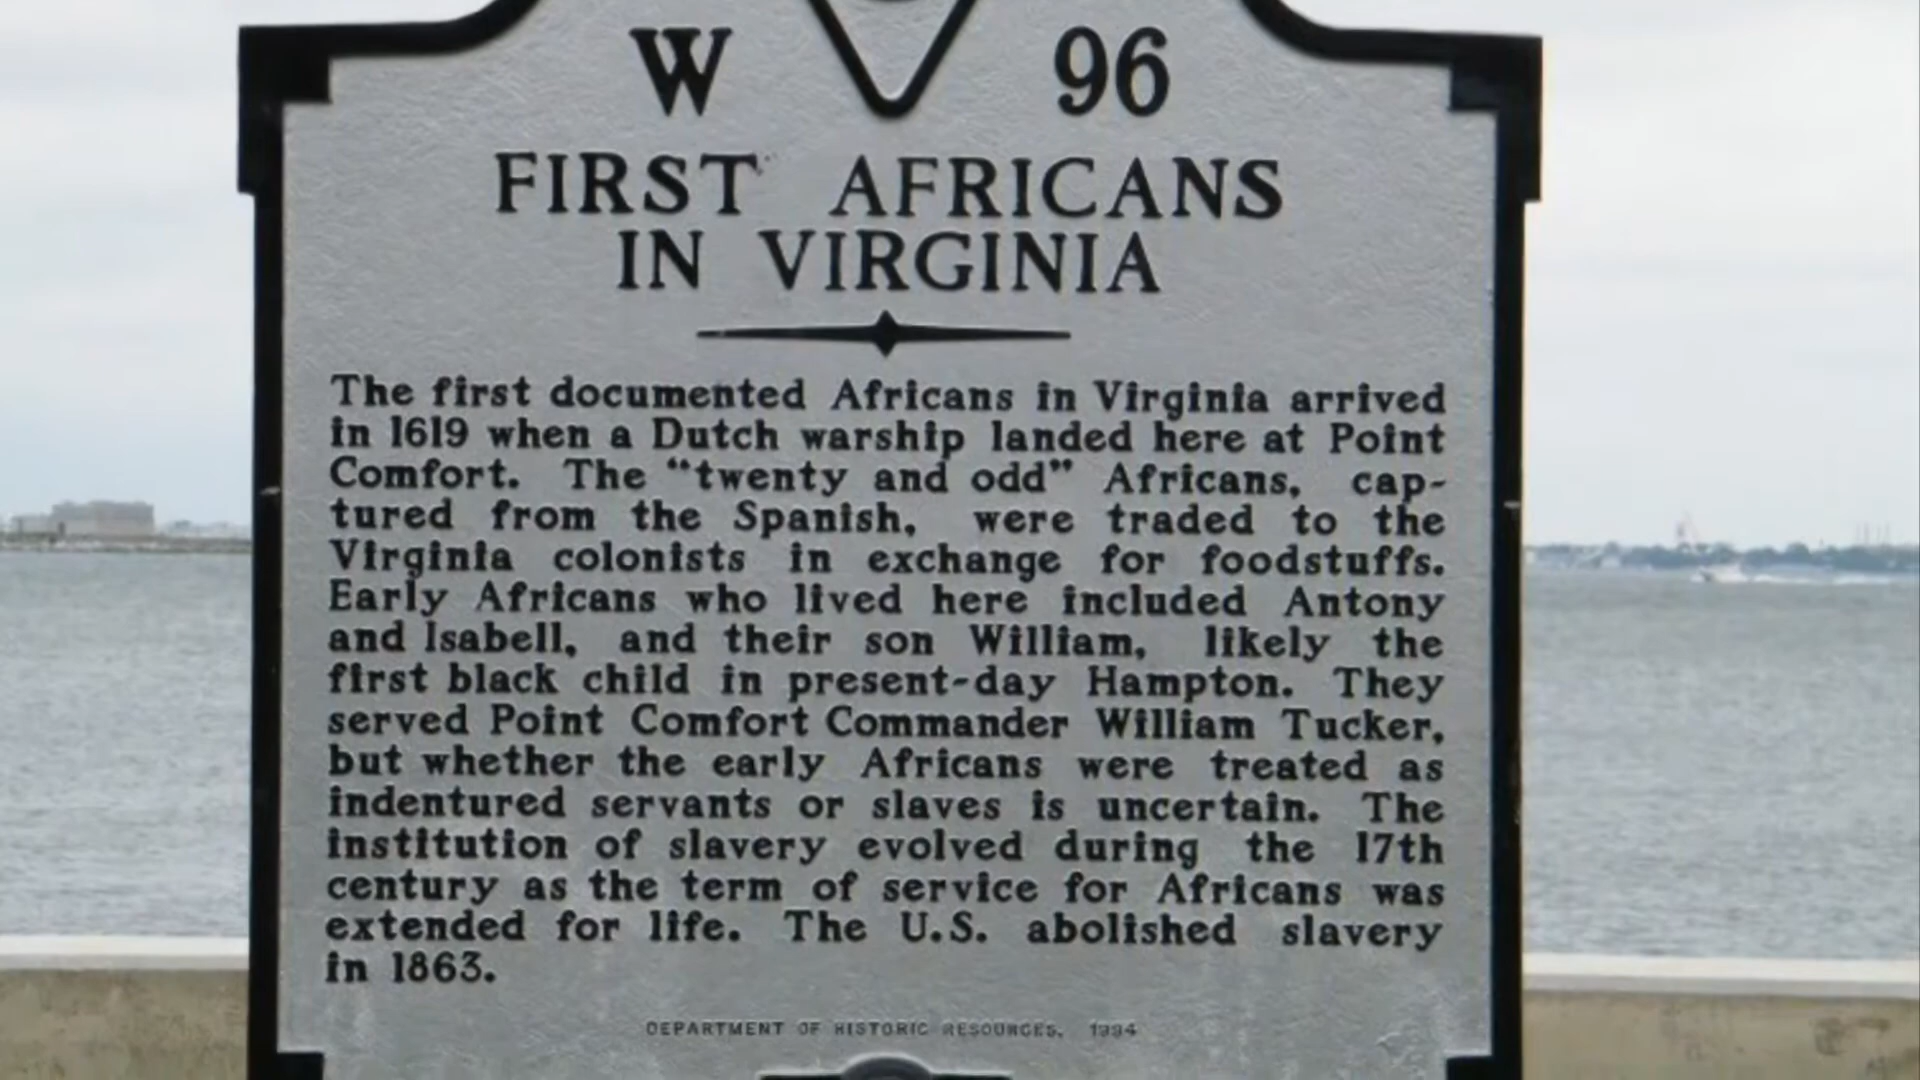 W 96
FIRST AFRICANS
IN VIRGINIA
The first documented Africans in Virginia arrived
in 1619 when a Dutch warship landed here at Point
Comfort. The “twenty and odd” Africans, cap-
tured from the Spanish, were traded to the
Virginia colonists in exchange for foodstuffs.
Early Africans who lived here included Antony
and Isabell, and their son William, likely the
first black child in present-day Hampton. They
served Point Comfort Commander William Tucker,
but whether the early Africans were treated as
indentured servants or slaves is uncertain. The
institution of slavery evolved during the 17th
century as the term of service for Africans was
extended for life. The U.S. abolished slavery
in 1863.
DEPARTMENT OF HISTORIC RESOURCES, 1994